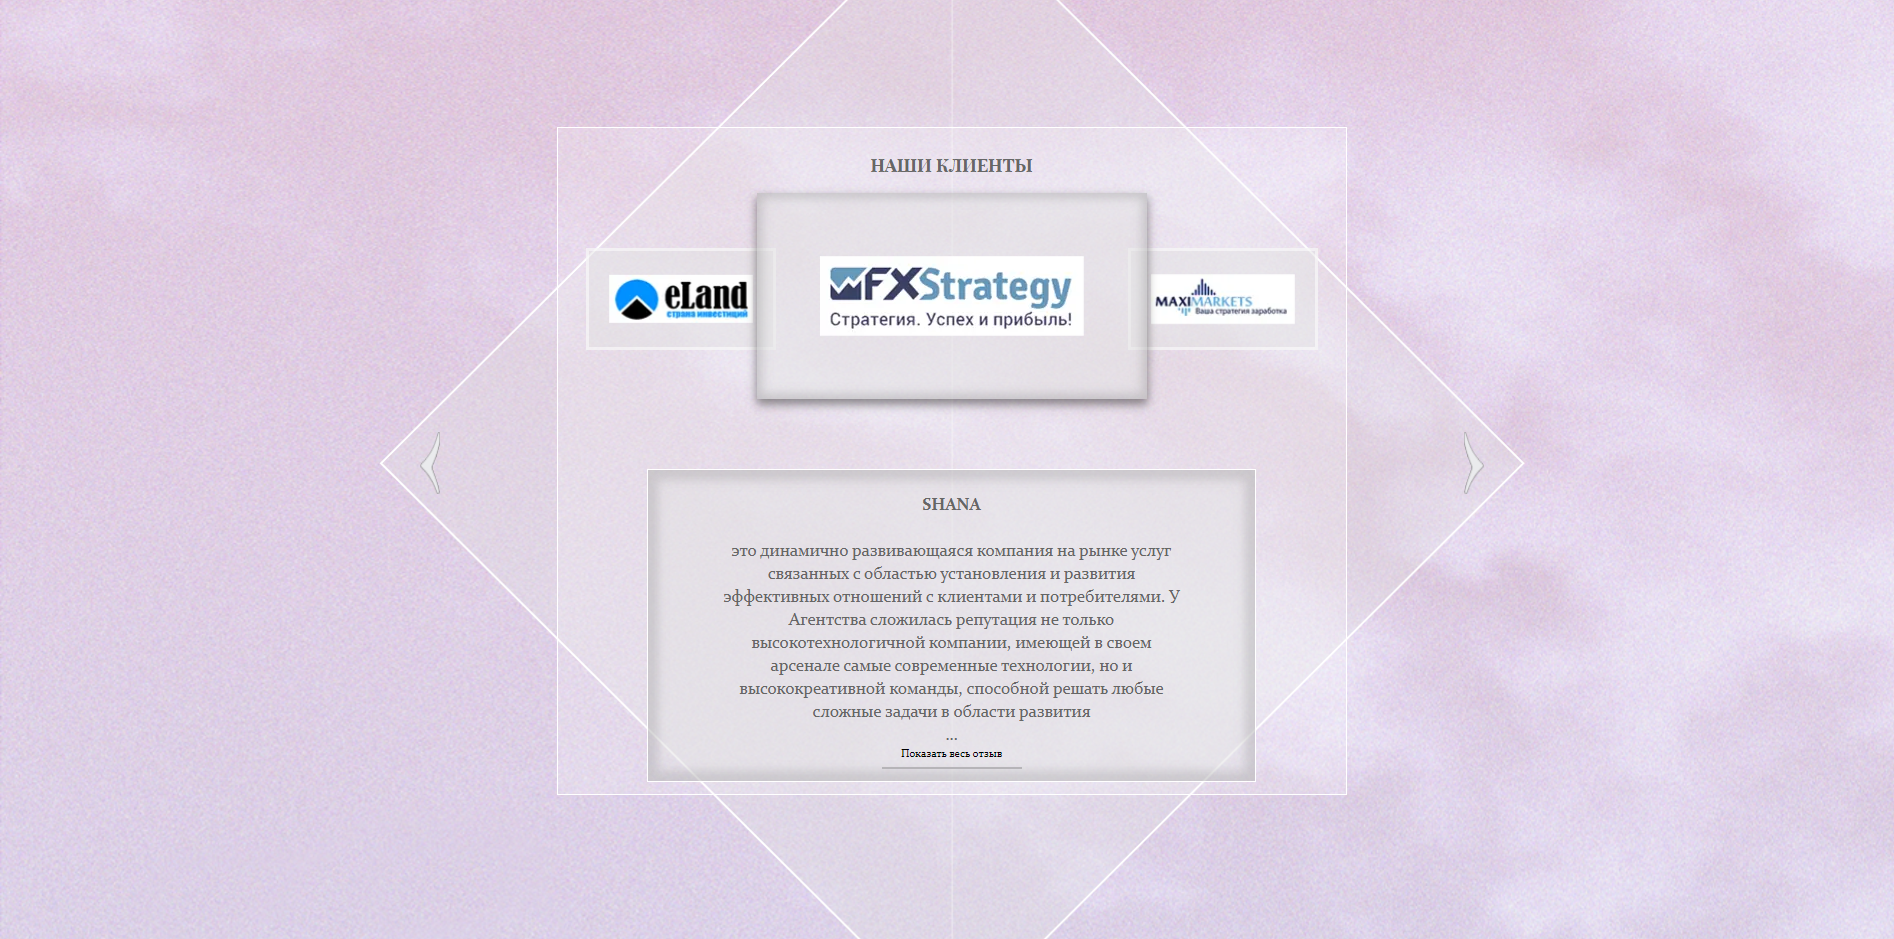 НАШИ КЛИЕНТЫ
eLand
страна инвестиций
FXStrategy
Стратегия. Успех и прибыль!
MAXIMARKETS
Ваша стратегия заработка
SHANA
это динамично развивающаяся компания на рынке услуг
связанных с областью установления и развития
эффективных отношений с клиентами и потребителями. У
Агентства сложилась репутация не только
высокотехнологичной компании, имеющей в своем
арсенале самые современные технологии, но и
высококреативной команды, способной решать любые
сложные задачи в области развития
...
Показать весь отзыв